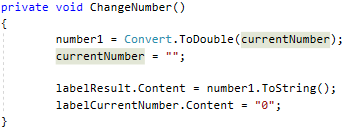 private void ChangeNumber()
{
number1 = Convert.ToDouble(currentNumber);
currentNumber = "";
labelResult.Content = number1.ToString();
labelCurrentNumber.Content = "0";
}